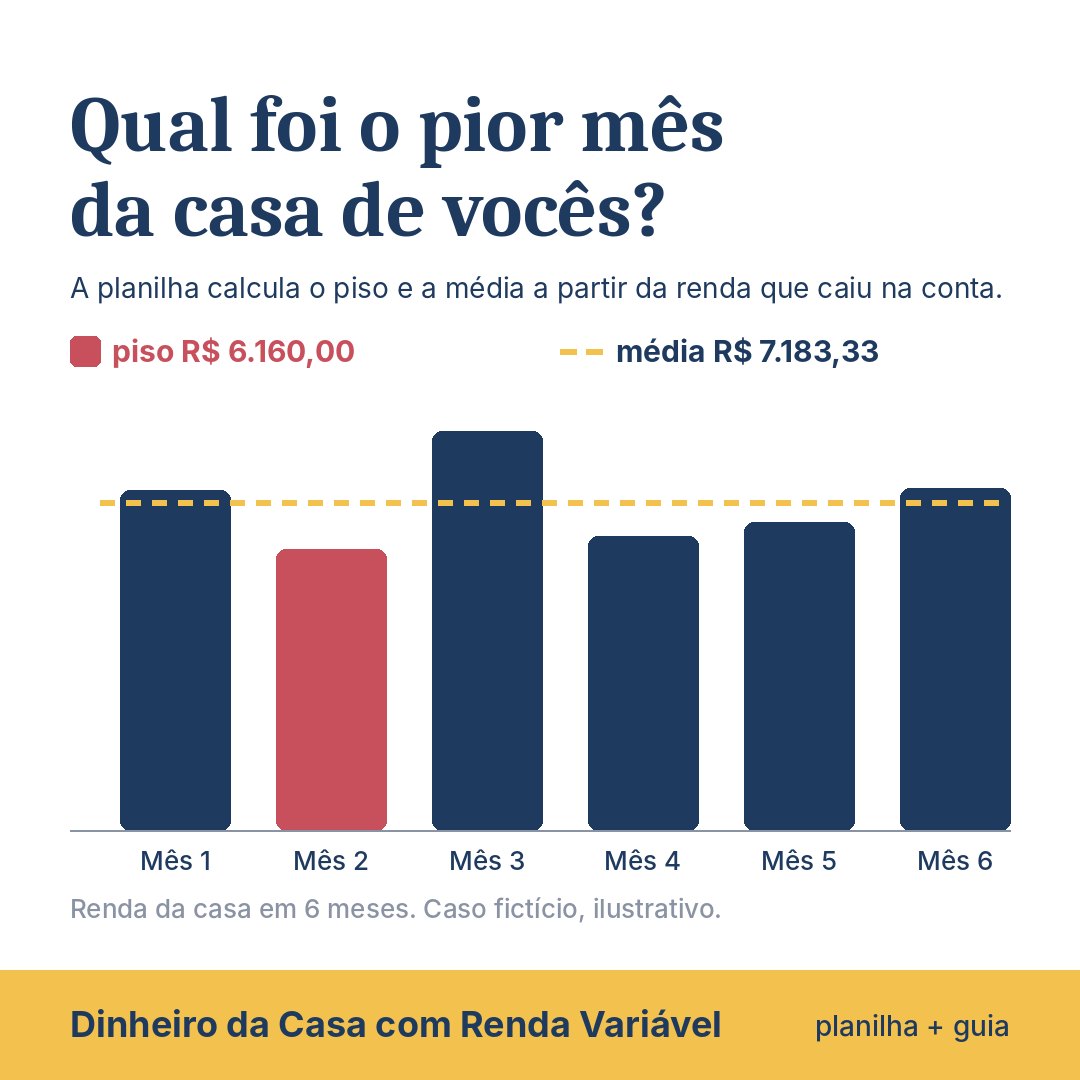 Qual foi o pior mês
da casa de vocês?
A planilha calcula o piso e a média a partir da renda que caiu na conta.
piso R$ 6.160,00
média R$ 7.183,33
Mês 1
Mês 2
Mês 3
Mês 4
Mês 5
Mês 6
Renda da casa em 6 meses. Caso fictício, ilustrativo.
Dinheiro da Casa com Renda Variável
planilha + guia